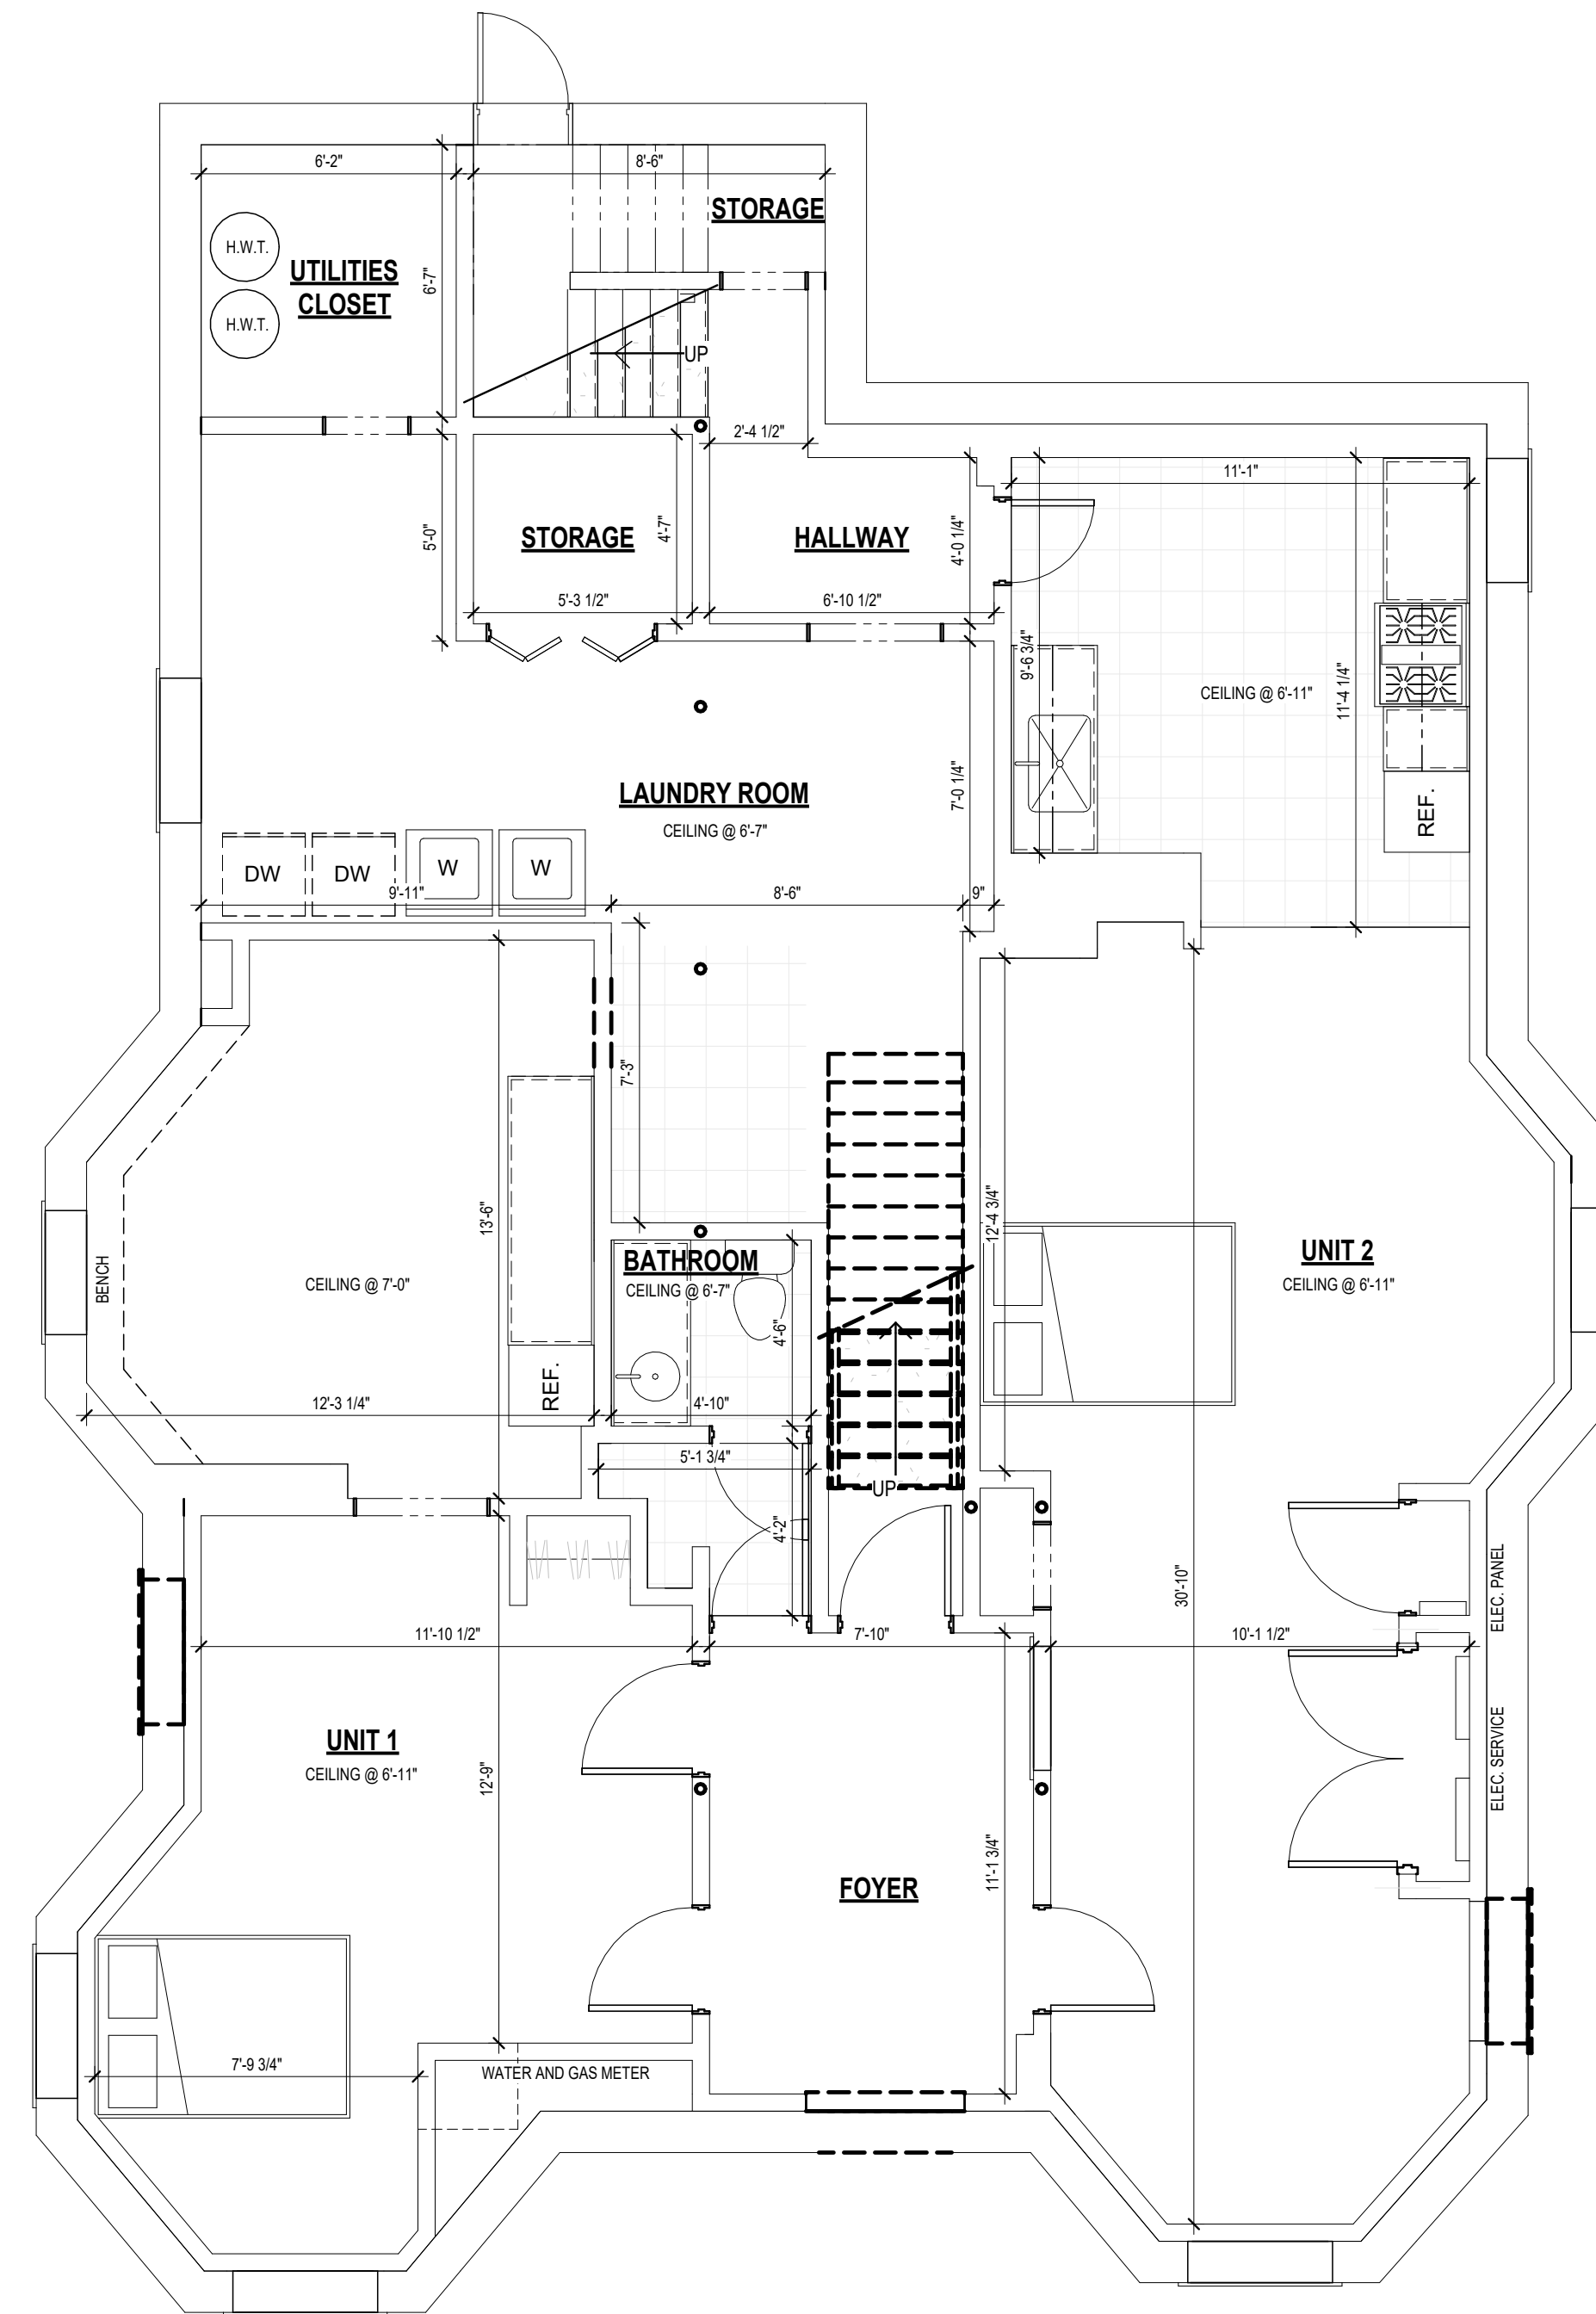 6'-2"
8'-6"
STORAGE
H.W.T.
UTILITIES
CLOSET
6'-7"
H.W.T.
UP
2'-4 1/2"
11'-1"
5'-0"
STORAGE
4'-7"
HALLWAY
4'-0 1/4"
5'-3 1/2"
6'-10 1/2"
9'-6 3/4"
CEILING @ 6'-11"
11'-4 1/4"
LAUNDRY ROOM
7'-0 1/4"
CEILING @ 6'-7"
REF.
DW
DW
W
W
9'-11"
8'-6"
9"
7'-3"
13'-6"
12'-4 3/4"
BENCH
CEILING @ 7'-0"
BATHROOM
CEILING @ 6'-7"
UNIT 2
CEILING @ 6'-11"
4'-6"
REF.
12'-3 1/4"
4'-10"
5'-1 3/4"
UP
4'-2"
30'-10"
ELEC. PANEL
11'-10 1/2"
7'-10"
10'-1 1/2"
UNIT 1
CEILING @ 6'-11"
12'-9"
ELEC. SERVICE
11'-1 3/4"
FOYER
7'-9 3/4"
WATER AND GAS METER